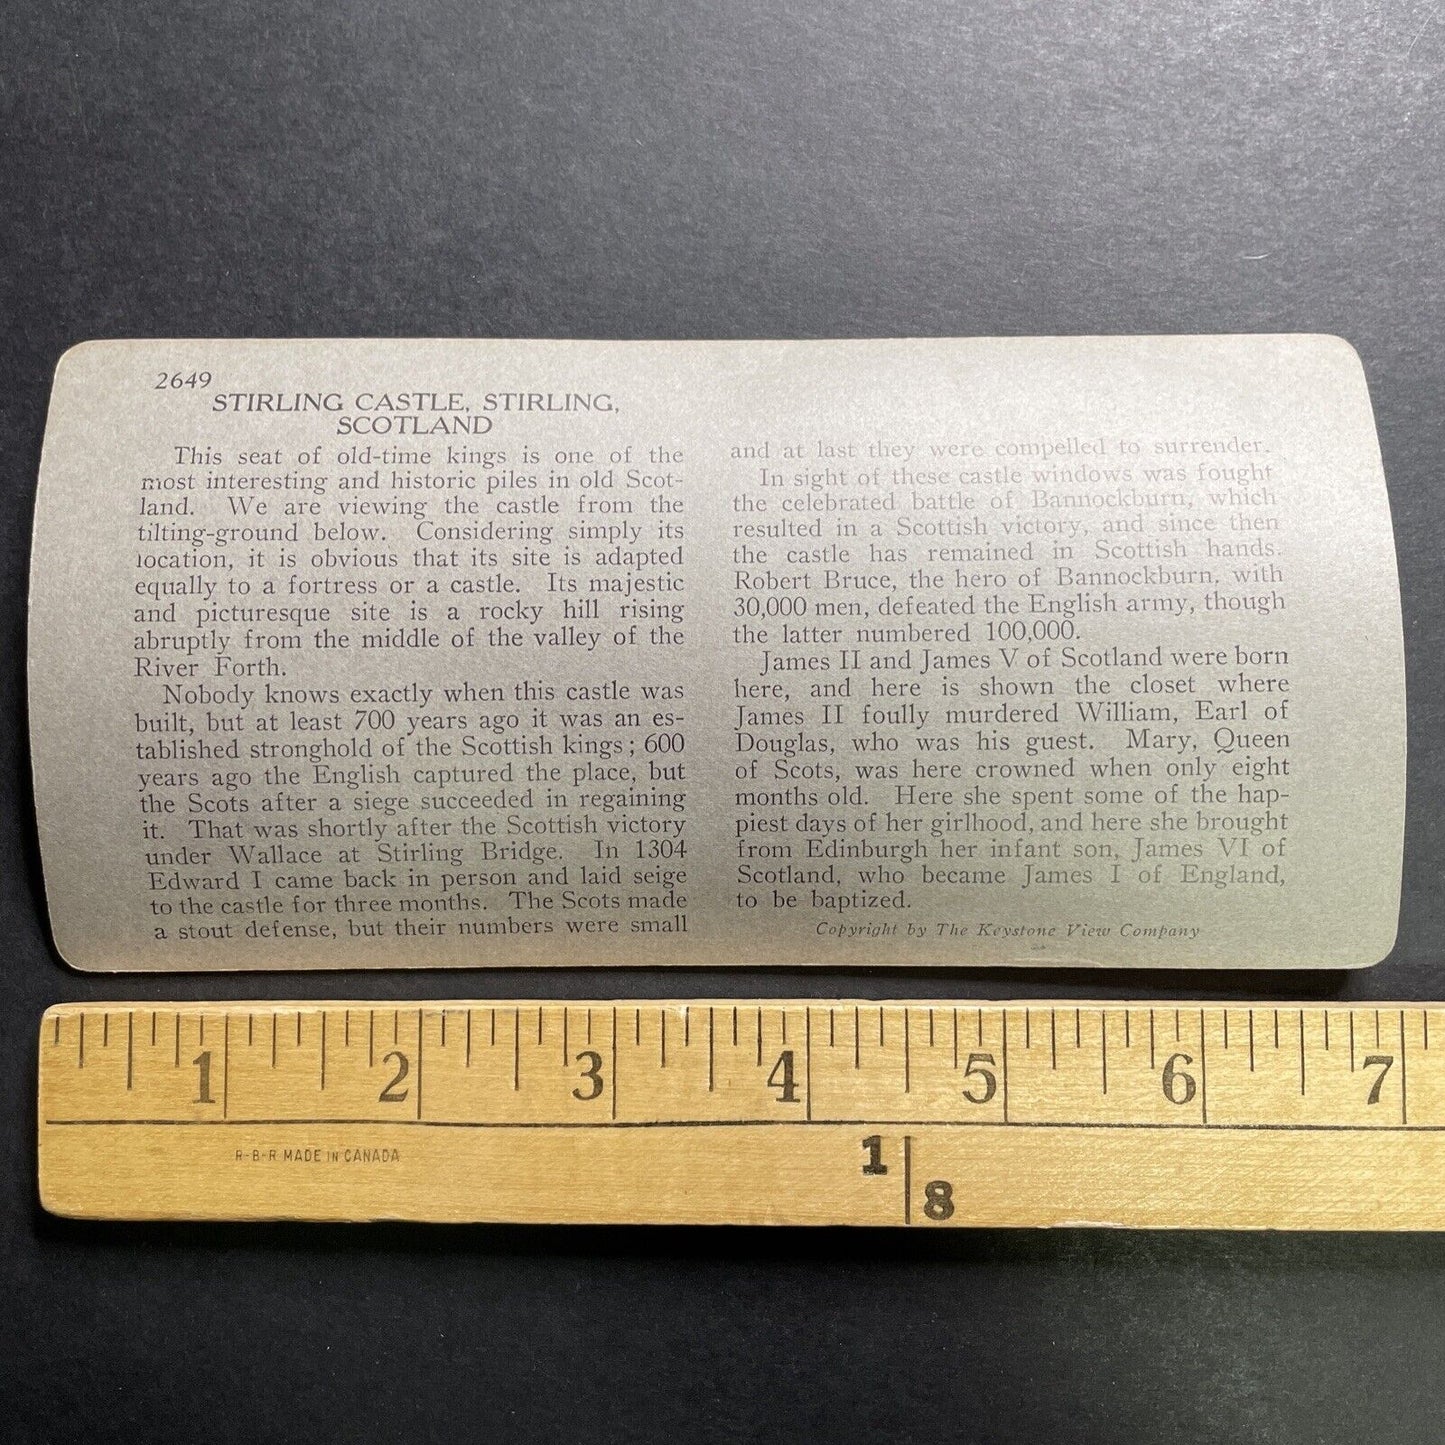 2649
STIRLING CASTLE, STIRLING,
SCOTLAND
This seat of old-time kings is one of the
most interesting and historic piles in old Scot-
land. We are viewing the castle from the
tilting-ground below. Considering simply its
location, it is obvious that its site is adapted
equally to a fortress or a castle. Its majestic
and picturesque site is a rocky hill rising
abruptly from the middle of the valley of the
River Forth.
Nobody knows exactly when this castle was
built, but at least 700 years ago it was an es-
tablished stronghold of the Scottish kings; 600
years ago the English captured the place, but
the Scots after a siege succeeded in regaining
it. That was shortly after the Scottish victory
under Wallace at Stirling Bridge. In 1304
Edward I came back in person and laid seige
to the castle for three months. The Scots made
a stout defense, but their numbers were small
and at last they were compelled to surrender.
In sight of these castle windows was fought
the celebrated battle of Bannockburn, which
resulted in a Scottish victory, and since then
the castle has remained in Scottish hands.
Robert Bruce, the hero of Bannockburn, with
30,000 men, defeated the English army, though
the latter numbered 100,000.
James II and James V of Scotland were born
here, and here is shown the closet where
James II foully murdered William, Earl of
Douglas, who was his guest. Mary, Queen
of Scots, was here crowned when only eight
months old. Here she spent some of the hap-
piest days of her girlhood, and here she brought
from Edinburgh her infant son, James VI of
Scotland, who became James I of England,
to be baptized.
Copyright by The Keystone View Company
1 2 3 4 5 6 7
R-B-R MADE IN CANADA
1
8